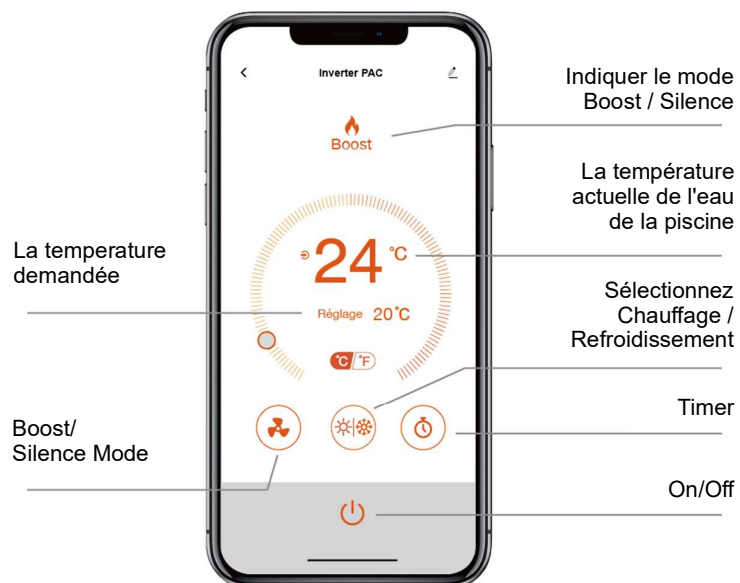 Inverter PAC
Boost
24 °C
Réglage 20°C
°C/°F
Indiquer le mode
Boost / Silence
La température
actuelle de l'eau
de la piscine
La temperature
demandée
Sélectionnez
Chauffage /
Refroidissement
Timer
Boost/
Silence Mode
On/Off